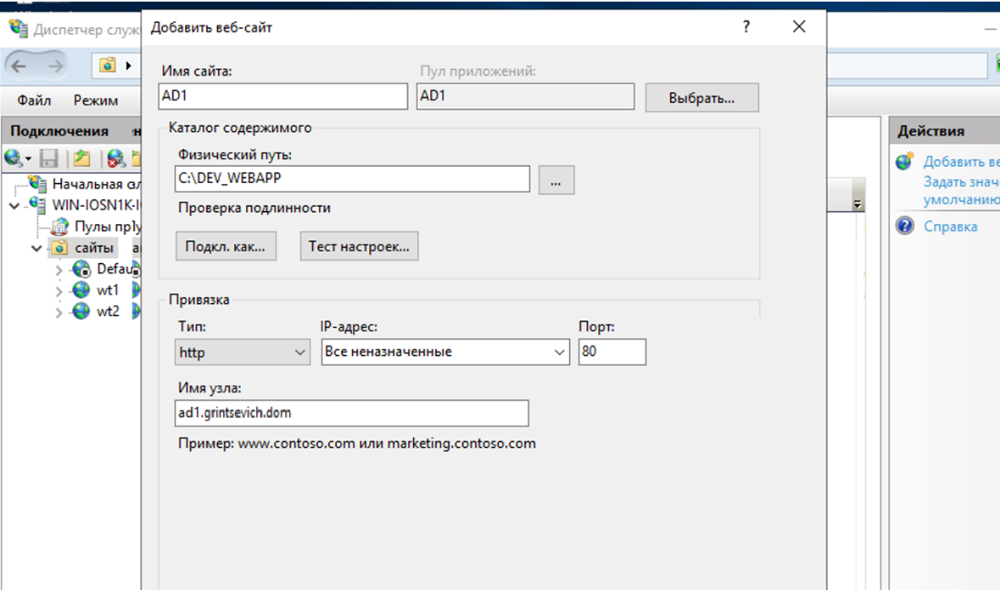 Диспетчер служ
Добавить веб-сайт
?
Файл Режим
Подключения
Начальная
WIN-IOSN1K-I
Пулы
сайты
Defau
wt1
wt2
Имя сайта:
Пул приложений:
AD1
AD1
Выбрать...
Каталог содержимого
Физический путь:
C:\DEV_WEBAPP
...
Проверка подлинности
Подкл. как...
Тест настроек...
Привязка
Тип:
IP-адрес:
Порт:
http
Все неназначенные
80
Имя узла:
ad1.grintsevich.dom
Пример: www.contoso.com или marketing.contoso.com
Действия
Добавить ве
Задать знач
умолчанию
Справка